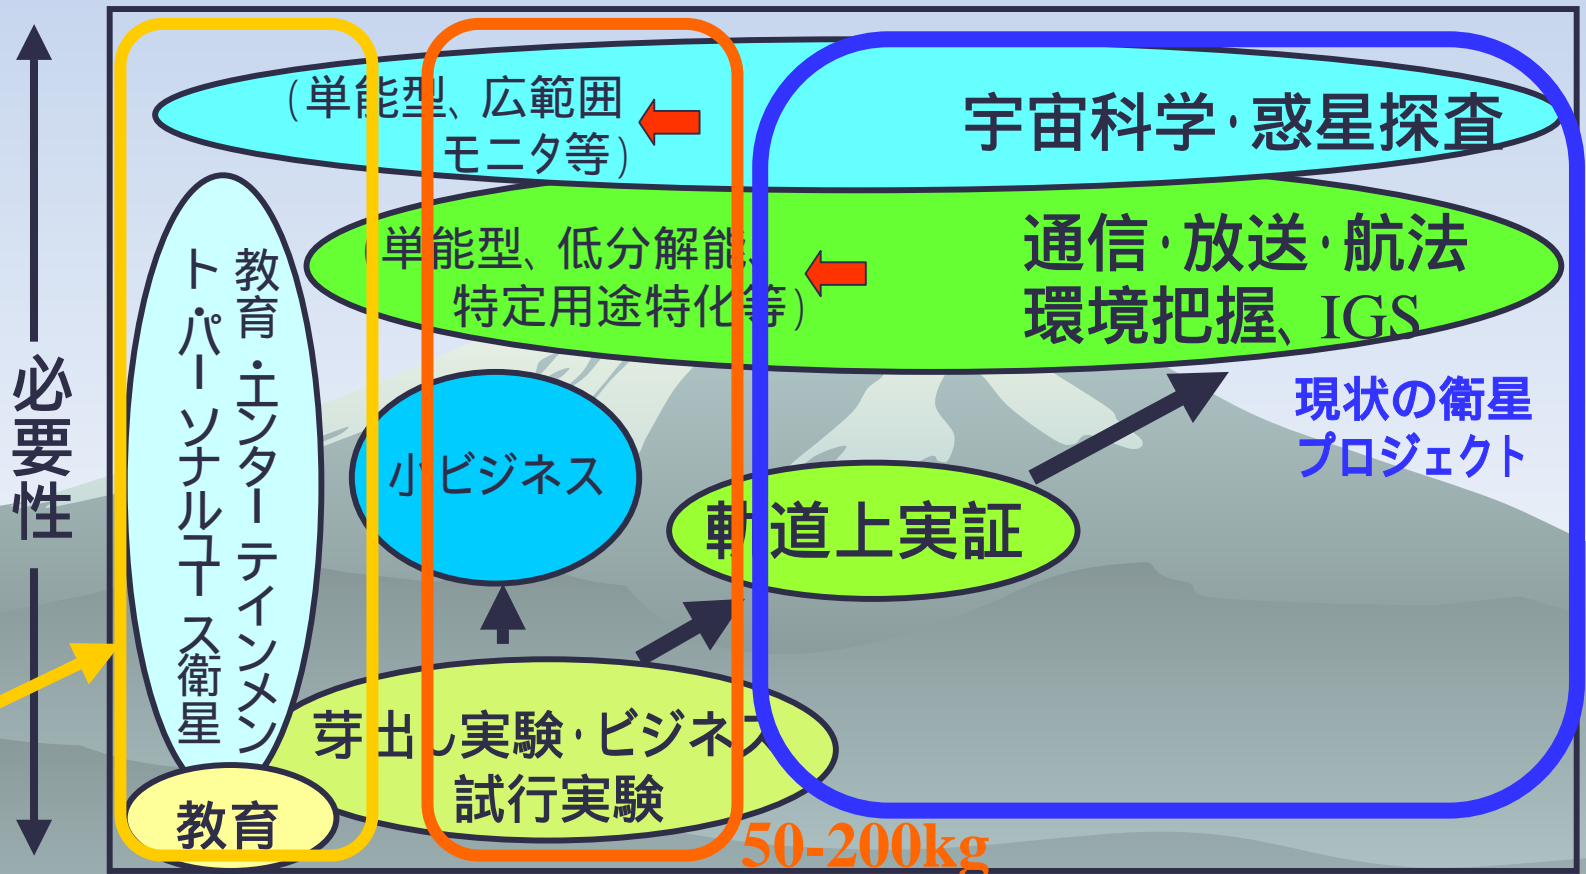 必要性
（単能型、広範囲
モニタ等）
宇宙科学・惑星探査
（単能型、低分解能、
特定用途特化等）
通信・放送・航法
環境把握、IGS
教育・エンターテインメン
ト・パーソナルユース衛星
小ビジネス
軌道上実証
現状の衛星
プロジェクト
芽出し実験・ビジネス
試行実験
教育
50-200kg